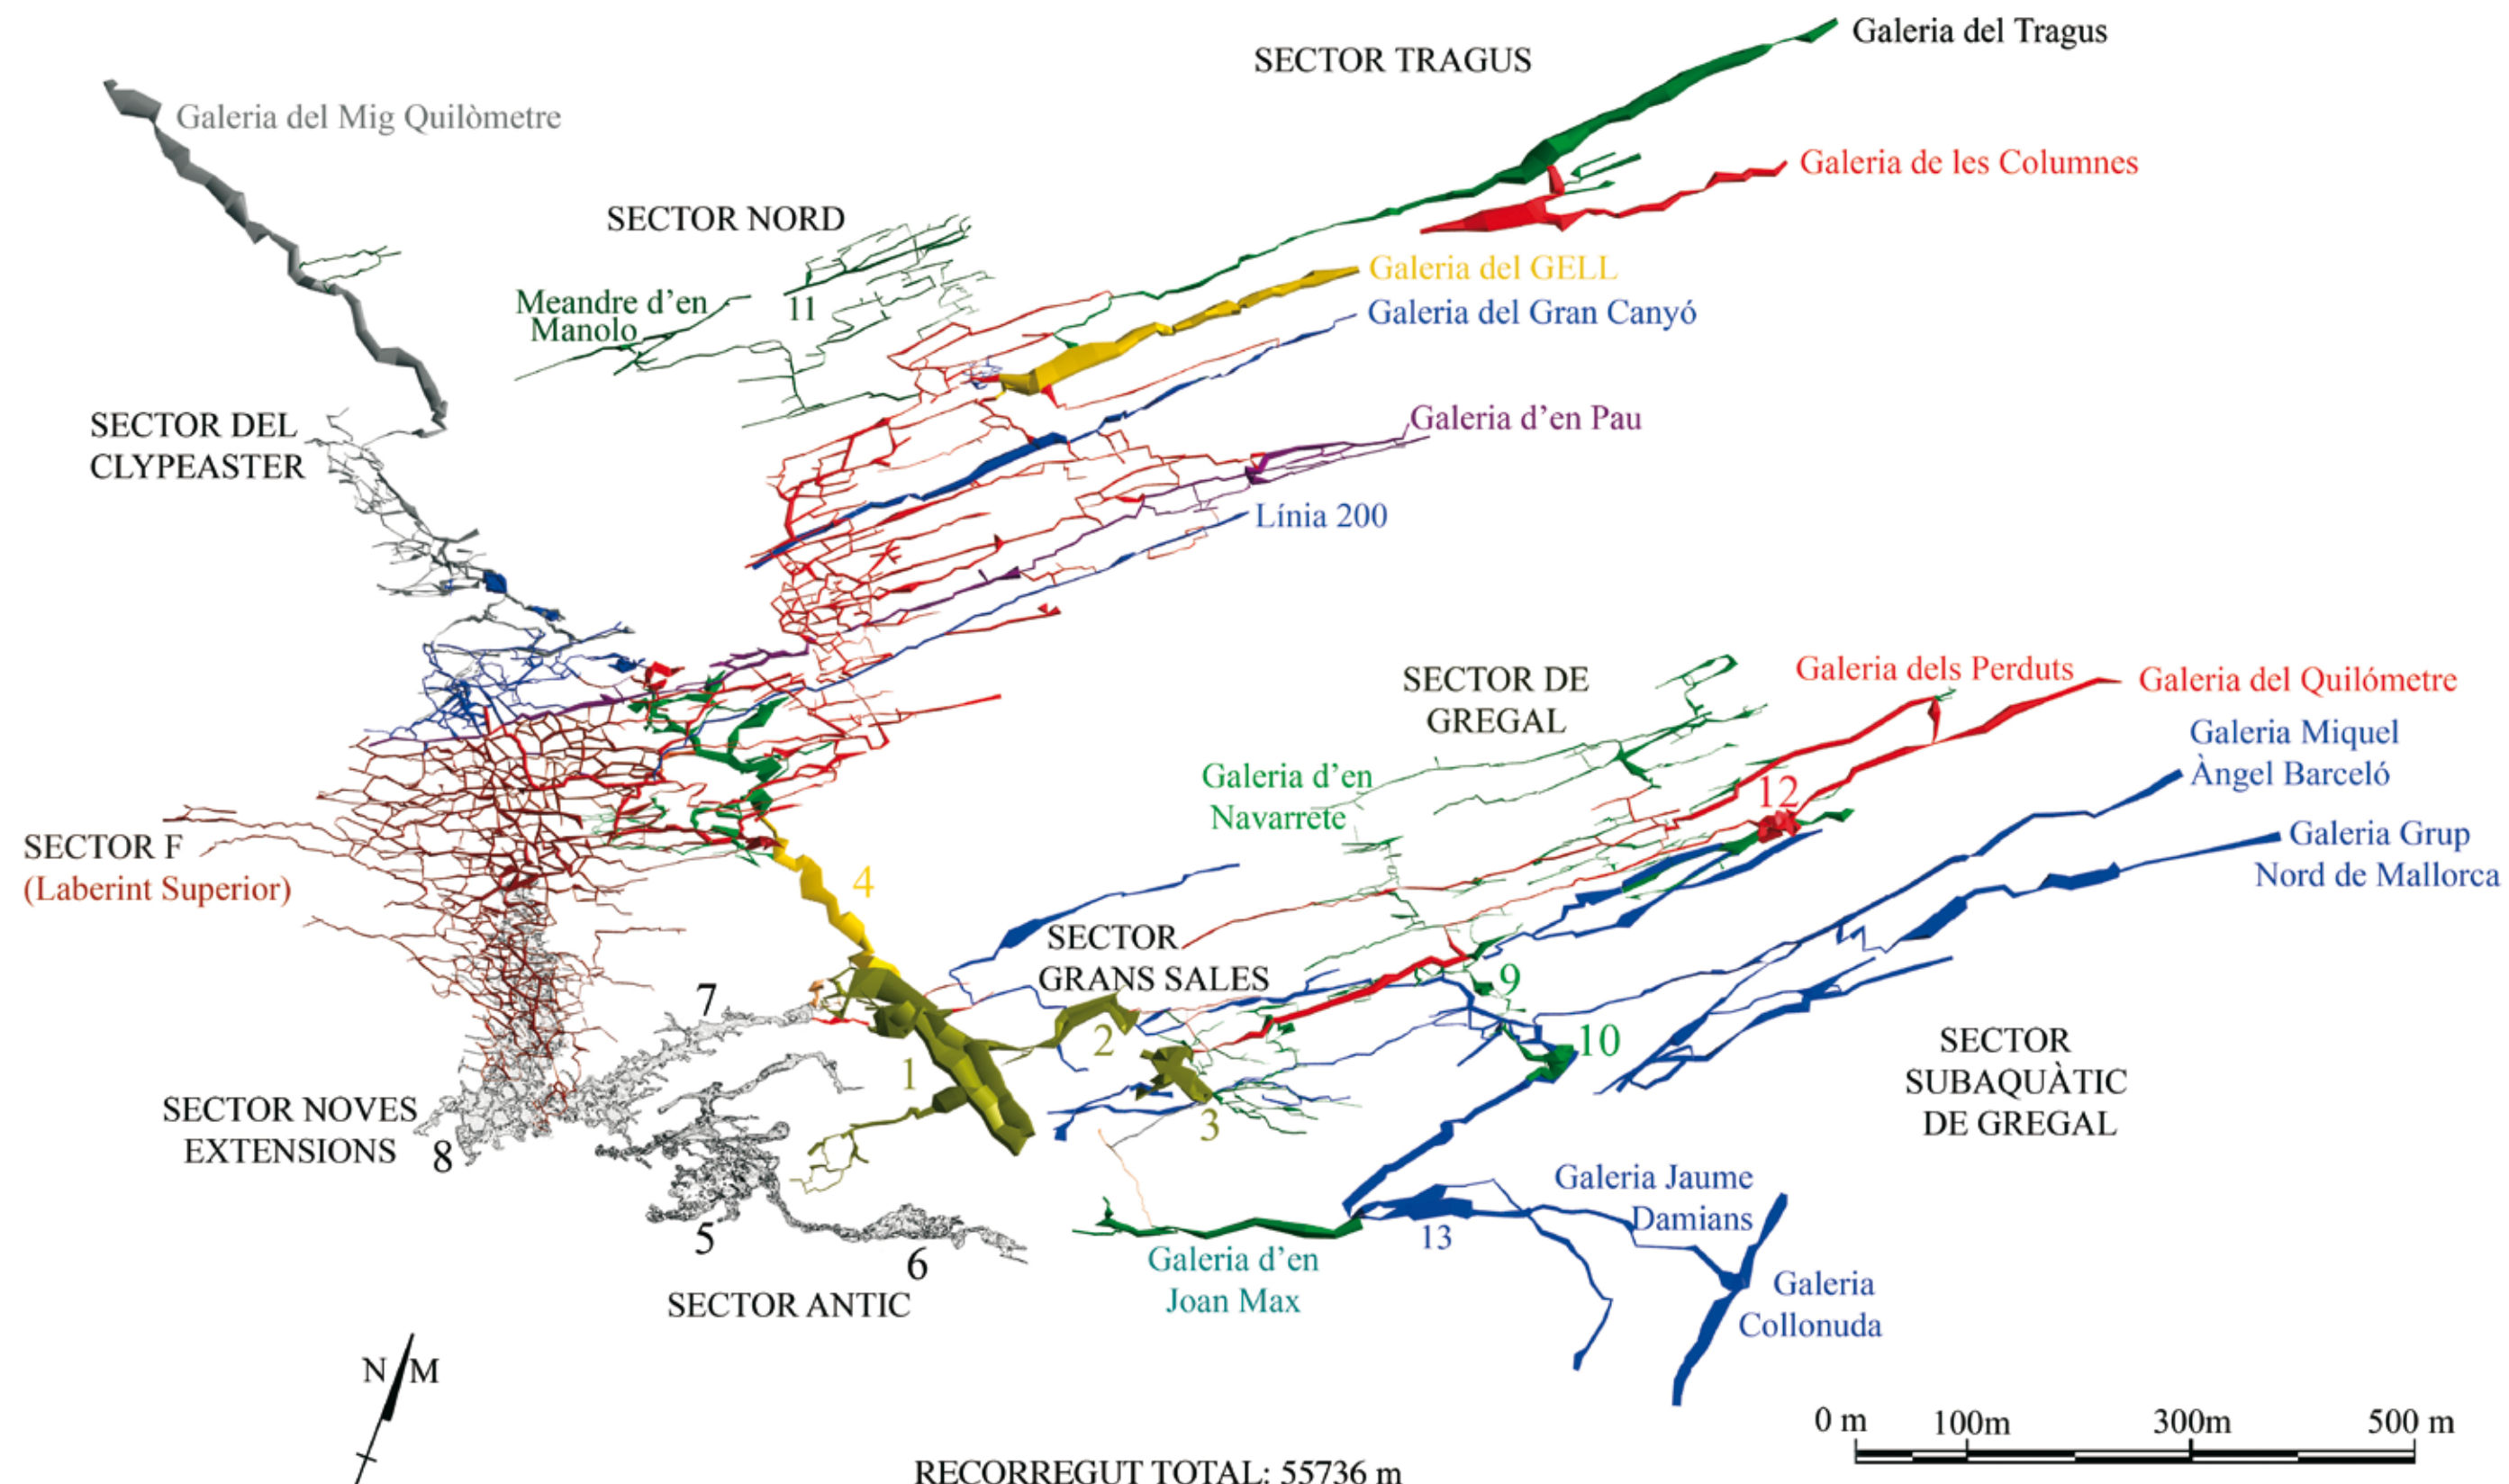 Galeria del Tragus
SECTOR TRAGUS
Galeria del Mig Quilòmetre
Galeria de les Columnes
SECTOR NORD
Galeria del GELL
Meandre d’en
Manolo
11
Galeria del Gran Canyó
SECTOR DEL
CLYPEASTER
Galeria d’en Pau
Línia 200
SECTOR DE
GREGAL
Galeria dels Perduts
Galeria del Quilómetre
Galeria Miquel
Àngel Barceló
Galeria d’en
Navarrete
12
SECTOR F
(Laberint Superior)
Galeria Grup
Nord de Mallorca
4
SECTOR
GRANS SALES
9
7
2
10
1
SECTOR
SUBAQUÀTIC
DE GREGAL
SECTOR NOVES
EXTENSIONS
8
3
5
6
Galeria Jaume
Damians
13
Galeria d’en
Joan Max
Galeria
Collonuda
SECTOR ANTIC
N M
0 m 100m 300m 500 m
RECORREGUT TOTAL: 55736 m